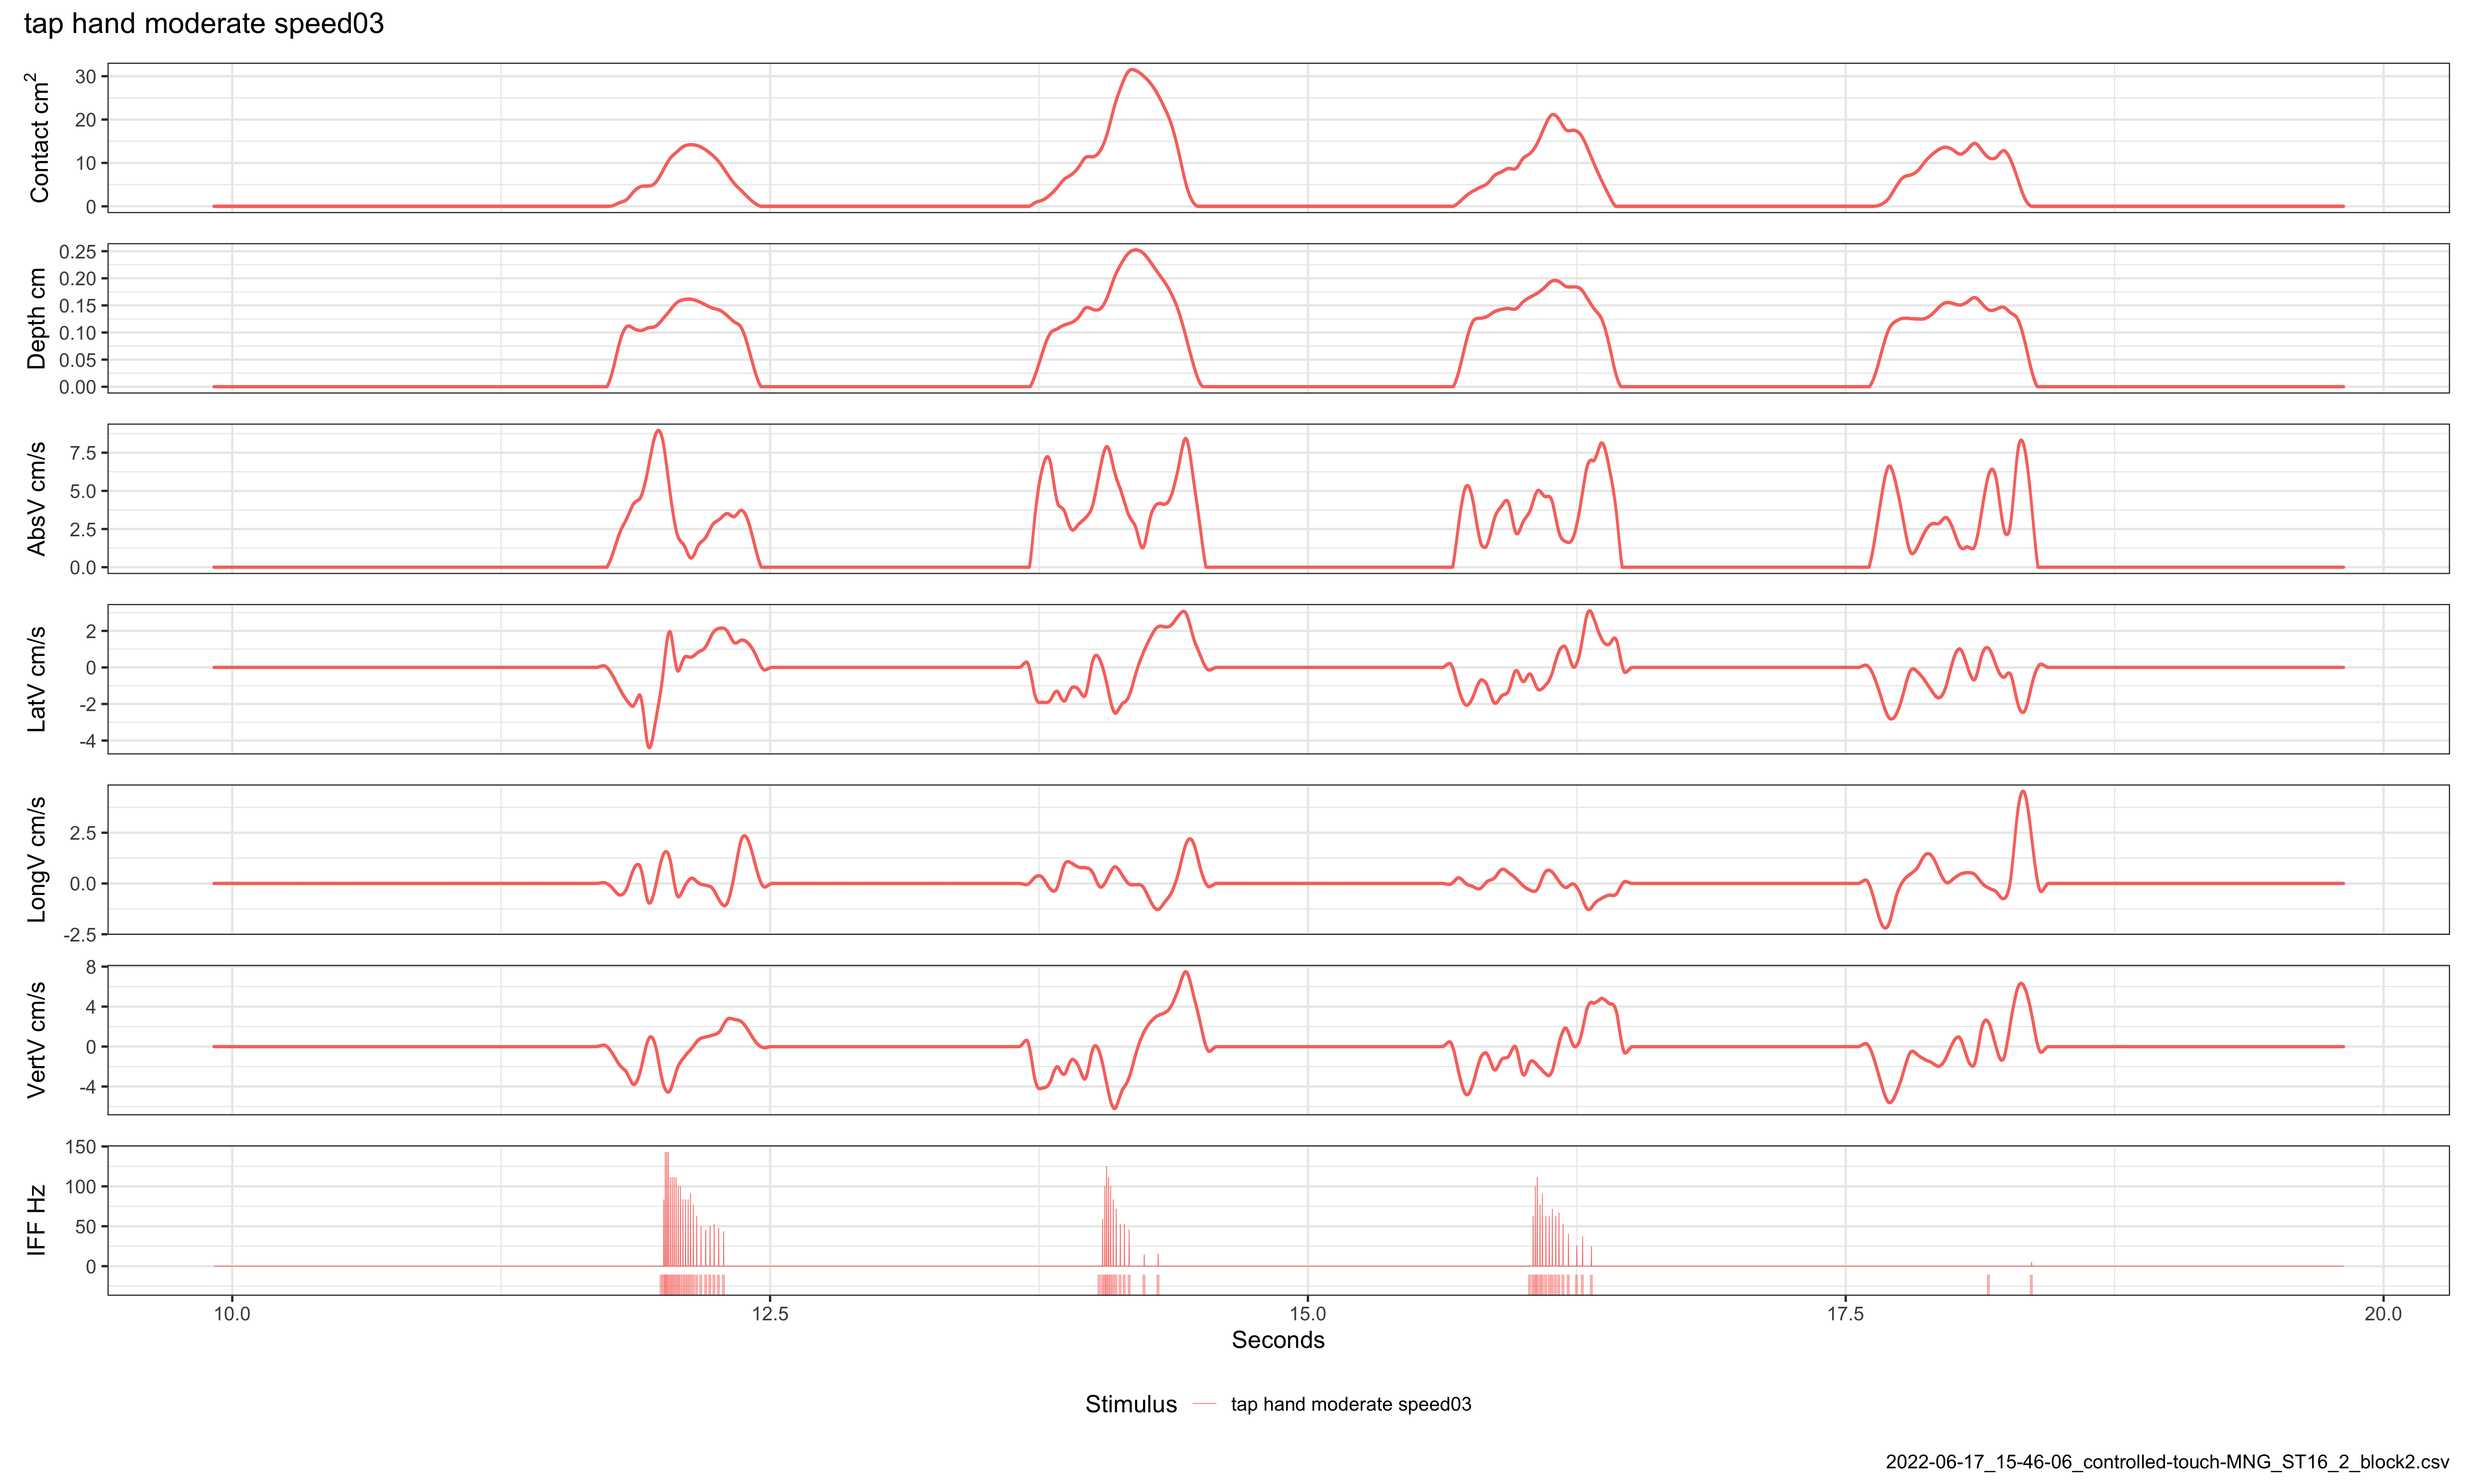 tap hand moderate speed03
Contact cm²
30
20
10
0
Depth cm
0.25
0.20
0.15
0.10
0.05
0.00
AbsV cm/s
7.5
5.0
2.5
0.0
LatV cm/s
2
0
-2
-4
LongV cm/s
2.5
0.0
-2.5
VertV cm/s
8
4
0
-4
IFF Hz
150
100
50
0
10.0 12.5 15.0 17.5 20.0
Seconds
Stimulus tap hand moderate speed03
2022-06-17_15-46-06_controlled-touch-MNG_ST16_2_block2.csv